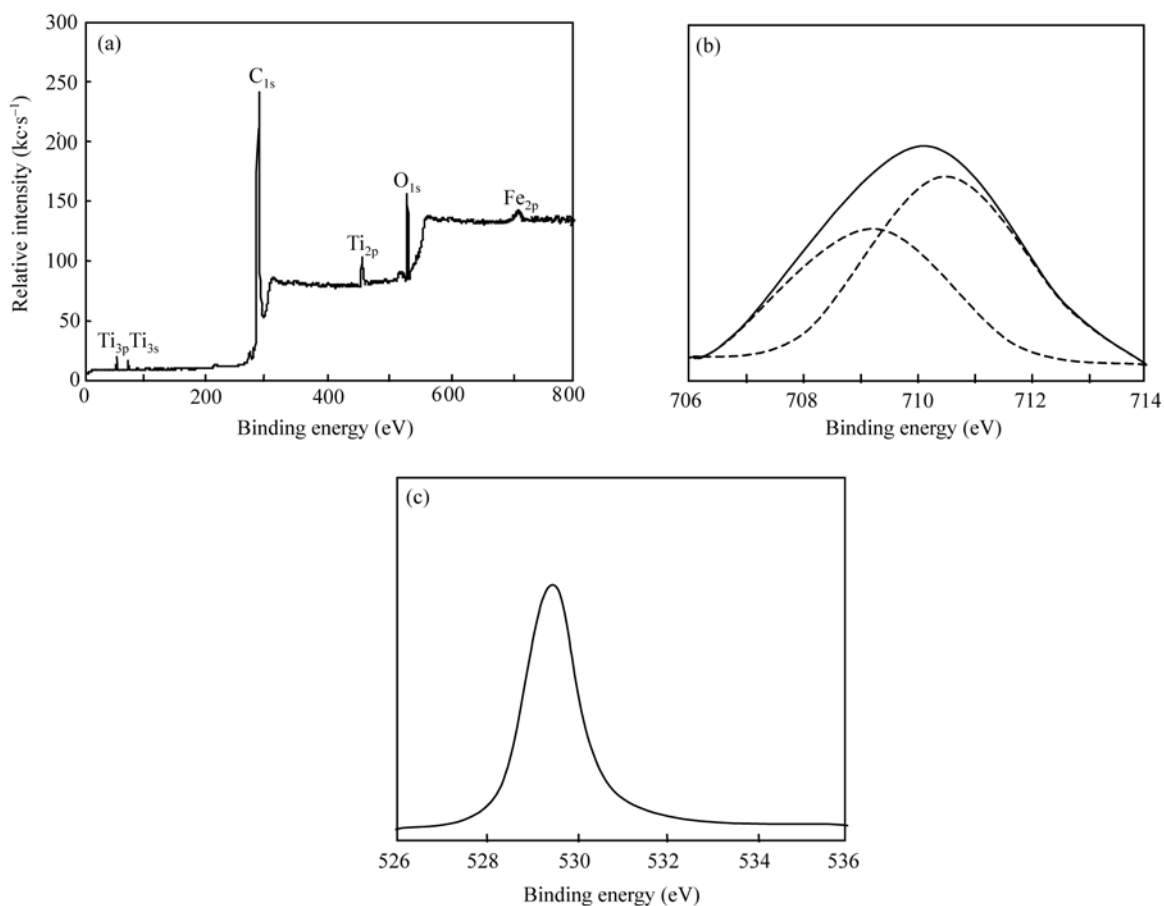 (a)
300
250
200
150
100
50
0
Relative intensity (kc·s⁻¹)
C₁ₛ
O₁ₛ
Fe₂ₚ
Ti₂ₚ
Ti₃ₚTi₃ₛ
0 200 400 600 800
Binding energy (eV)
(b)
706 708 710 712 714
Binding energy (eV)
(c)
526 528 530 532 534 536
Binding energy (eV)